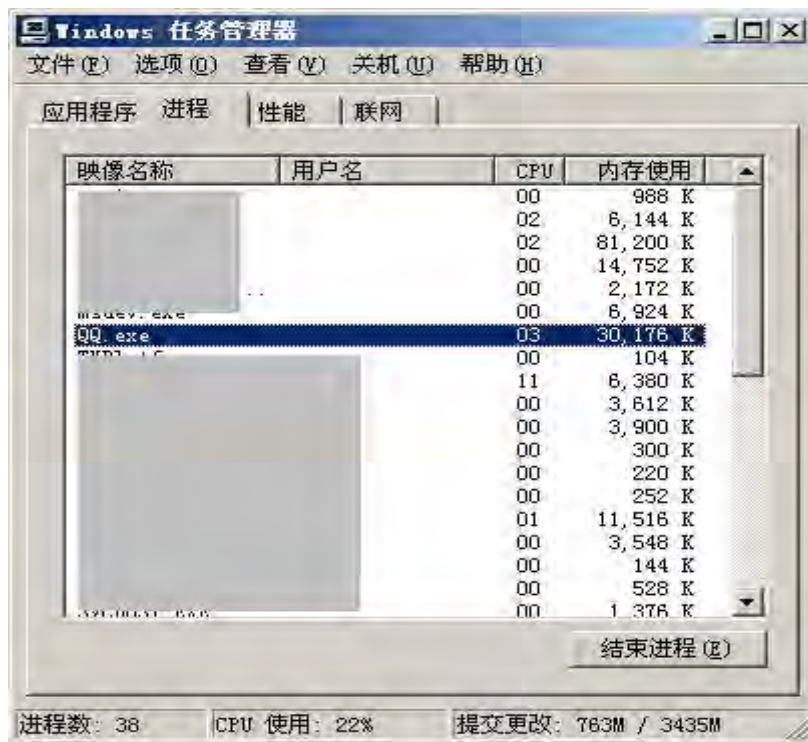 Windows 任务管理器
文件(F) 选项(O) 查看(V) 关机(U) 帮助(H)
应用程序 进程 性能 联网
映像名称 用户名 CPU 内存使用
00 988 K
02 6,144 K
02 81,200 K
00 14,752 K
00 2,172 K
msdev.exe 00 6,924 K
QQ.exe 03 30,176 K
00 104 K
11 6,380 K
00 3,612 K
00 3,900 K
00 300 K
00 220 K
00 252 K
01 11,516 K
00 3,548 K
00 144 K
00 528 K
00 1,376 K
结束进程(E)
进程数: 38 CPU 使用: 22% 提交更改: 763M / 3435M